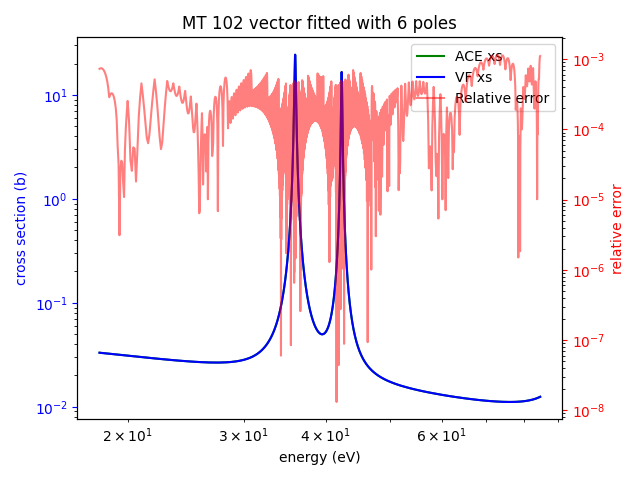 MT 102 vector fitted with 6 poles
ACE xs
VF xs
Relative error
10¹
10⁰
10⁻¹
10⁻²
cross section (b)
10⁻³
10⁻⁴
10⁻⁵
10⁻⁶
10⁻⁷
10⁻⁸
relative error
2 × 10¹
3 × 10¹
4 × 10¹
6 × 10¹
energy (eV)